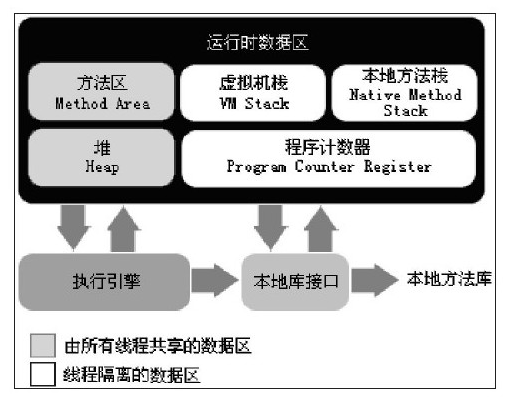 运行时数据区
方法区
Method Area
虚拟机栈
VM Stack
本地方法栈
Native Method
Stack
堆
Heap
程序计数器
Program Counter Register
执行引擎
本地库接口
本地方法库
由所有线程共享的数据区
线程隔离的数据区